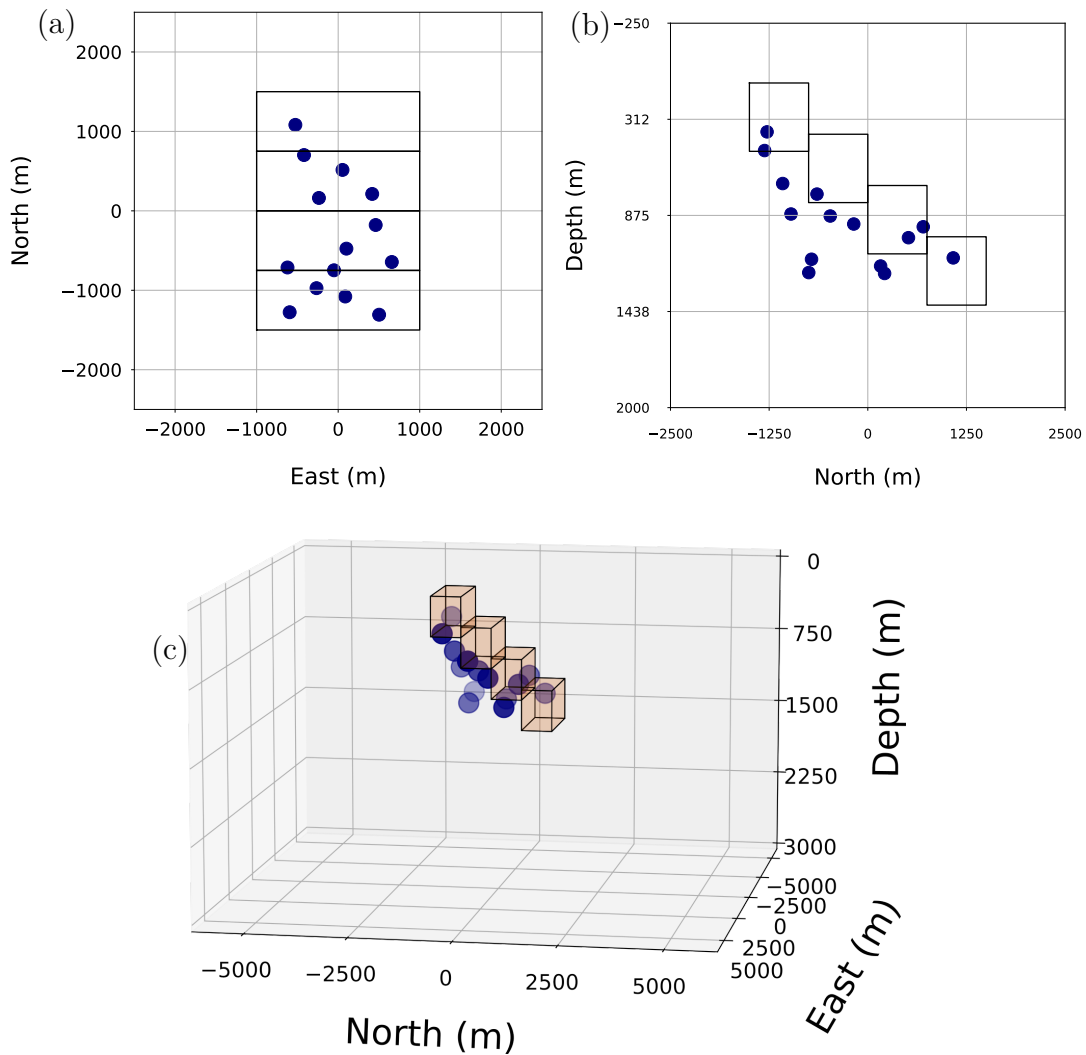 (a)
2000
1000
0
−1000
−2000
North (m)
−2000 −1000 0 1000 2000
East (m)
(b)
−250
312
875
1438
2000
Depth (m)
−2500 −1250 0 1250 2500
North (m)
(c)
0
750
1500
2250
3000
Depth (m)
−5000
−2500
0
2500
5000
East (m)
−5000 −2500 0 2500 5000
North (m)